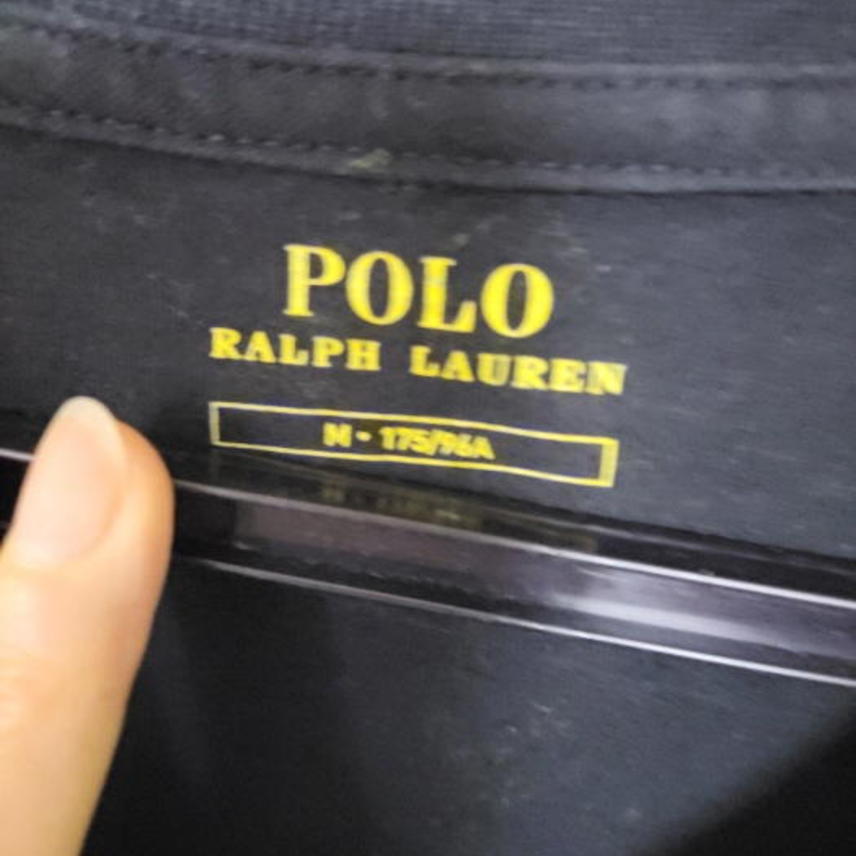 POLO
RALPH LAUREN
M - 175/96A